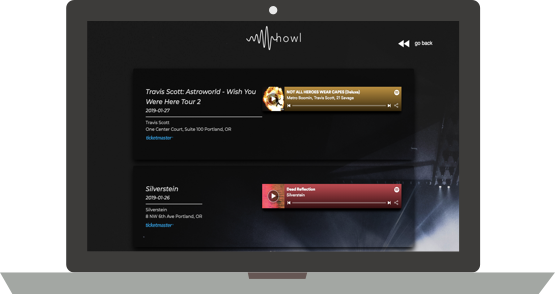 howl
go back
Travis Scott: Astroworld - Wish You
Were Here Tour 2
2019-01-27
Travis Scott
One Center Court, Suite 100 Portland, OR
ticketmaster
NOT ALL HEROES WEAR CAPES (Deluxe)
Metro Boomin, Travis Scott, 21 Savage
Silverstein
2019-01-26
Silverstein
8 NW 6th Ave Portland, OR
ticketmaster
Dead Reflection
Silverstein